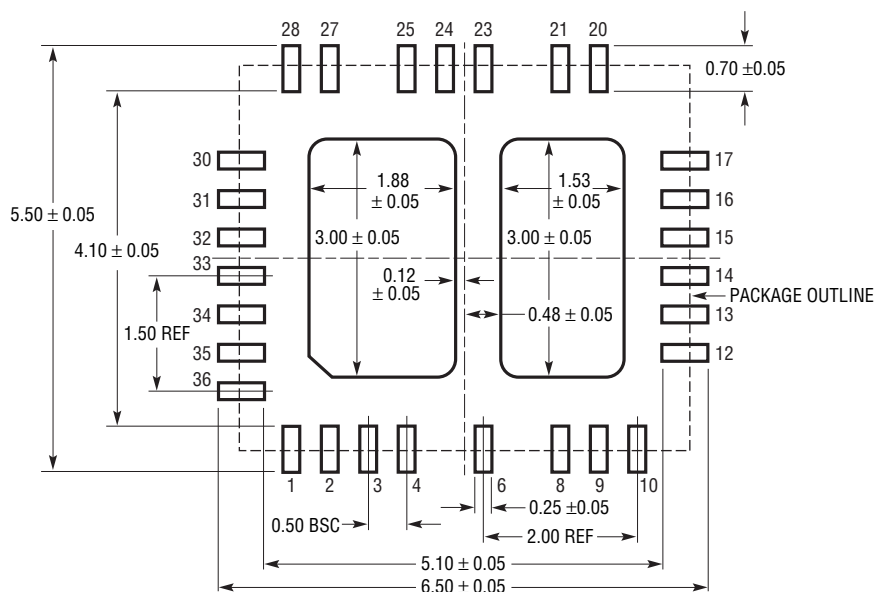 28 27 25 24 23 21 20
0.70 ±0.05
30
31
32
33
34
35
36
17
16
15
14
13
12
1.88
± 0.05
1.53
± 0.05
3.00 ± 0.05
3.00 ± 0.05
5.50 ± 0.05
4.10 ± 0.05
0.12
± 0.05
0.48 ± 0.05
PACKAGE OUTLINE
1.50 REF
1 2 3 4 6 8 9 10
0.25 ±0.05
0.50 BSC
2.00 REF
5.10 ± 0.05
6.50 ± 0.05